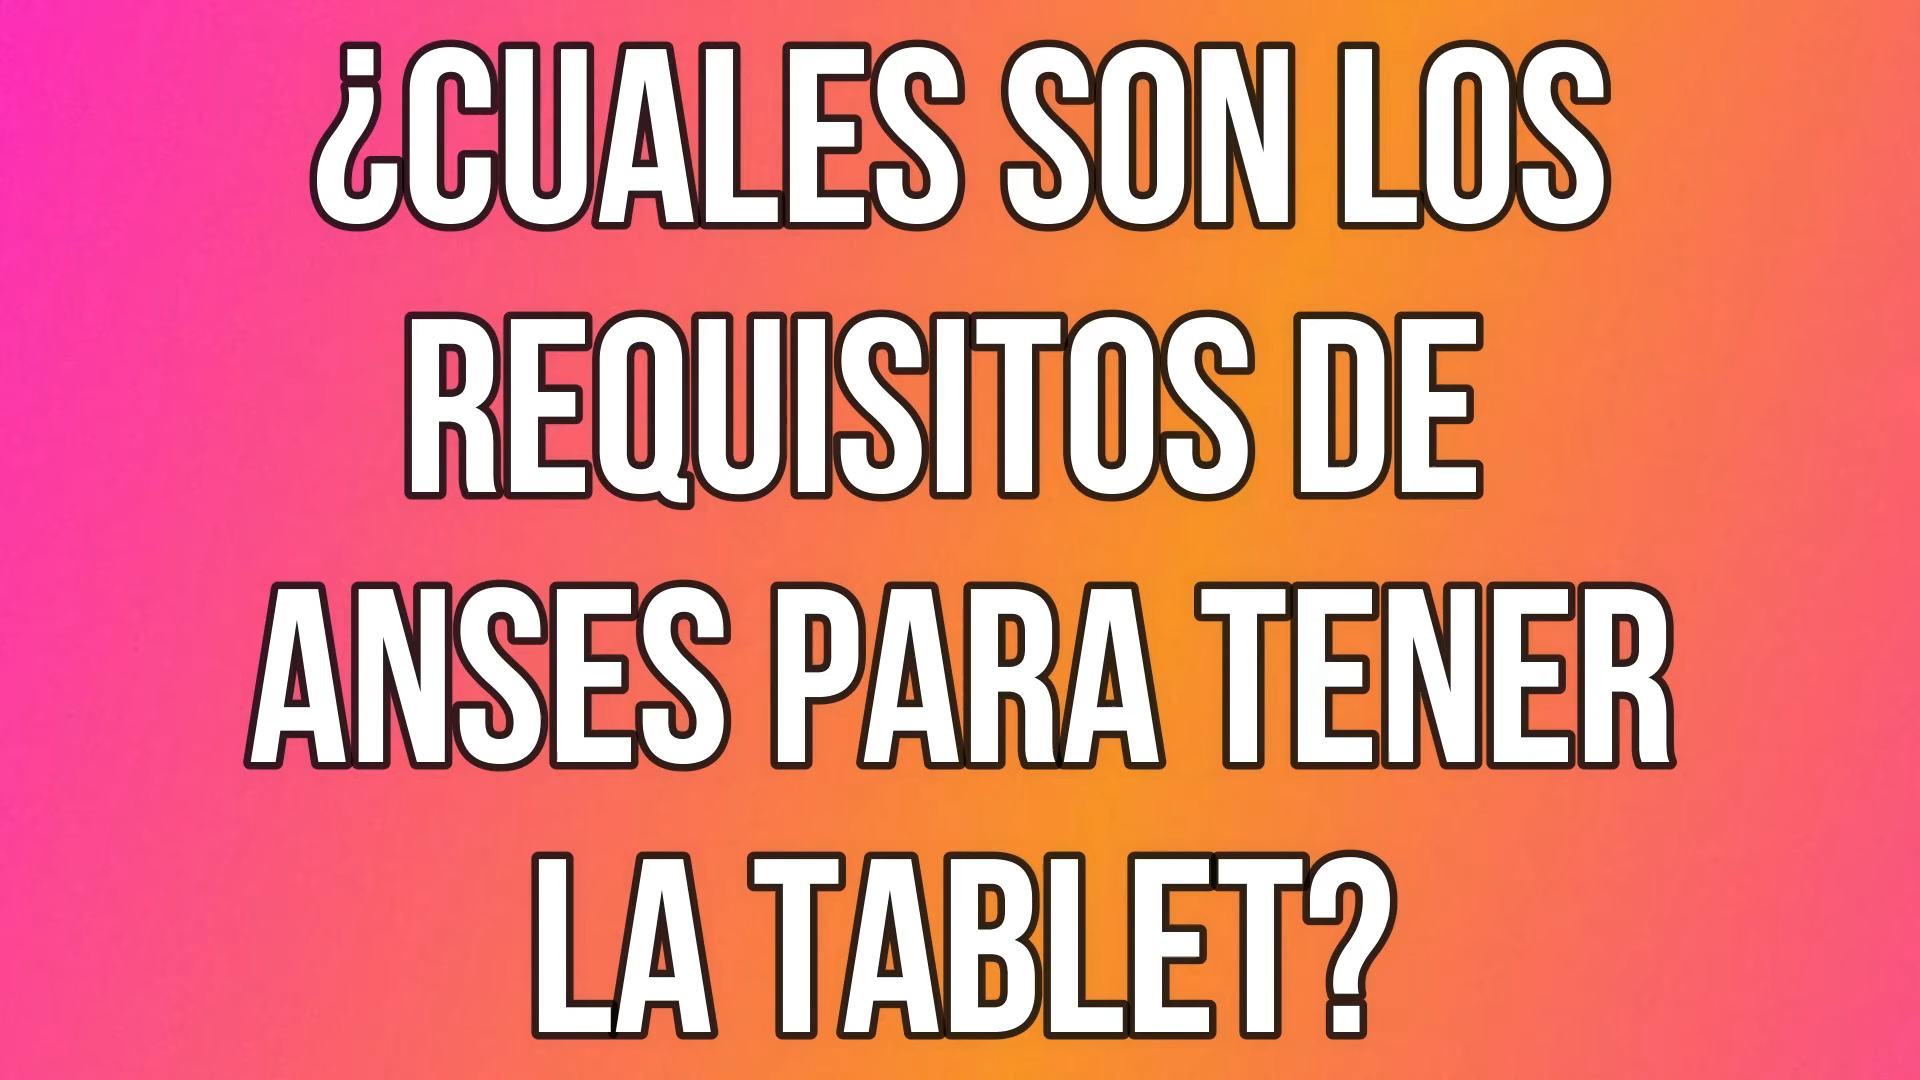 ¿CUALES SON LOS
REQUISITOS DE
ANSES PARA TENER
LA TABLET?